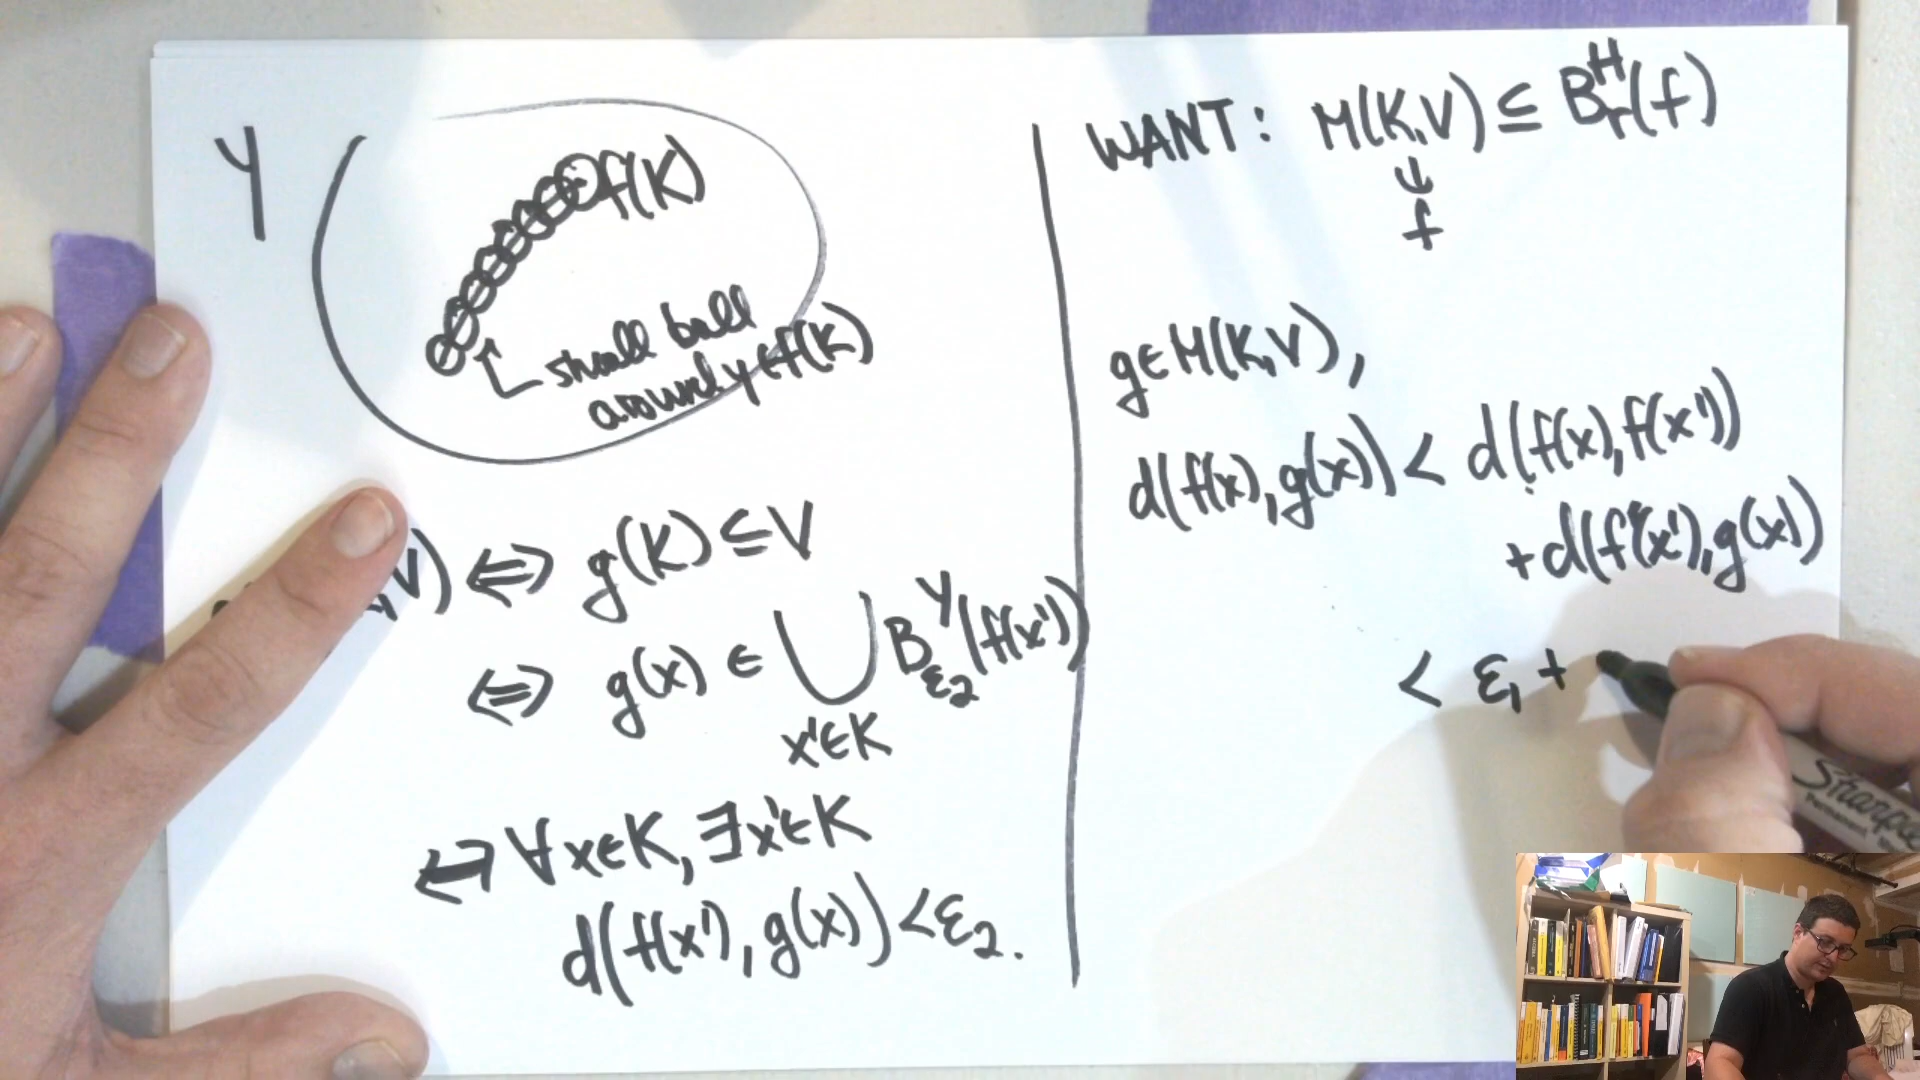 Y
f(K)
small ball
around y∈f(K)
,V) ⟺ g(K) ⊆ V
⟺ g(x) ∈ ⋃ B^Y_ε₂(f(x'))
x'∈K
⟷ ∀x∈K, ∃x'∈K
d(f(x'), g(x)) < ε₂.
WANT: M(K,V) ⊆ B^H_r(f)
ψ
f
g∈M(K,V),
d(f(x),g(x)) < d(f(x),f(x'))
+d(f(x'),g(x))
< ε₁ +
Sharpie